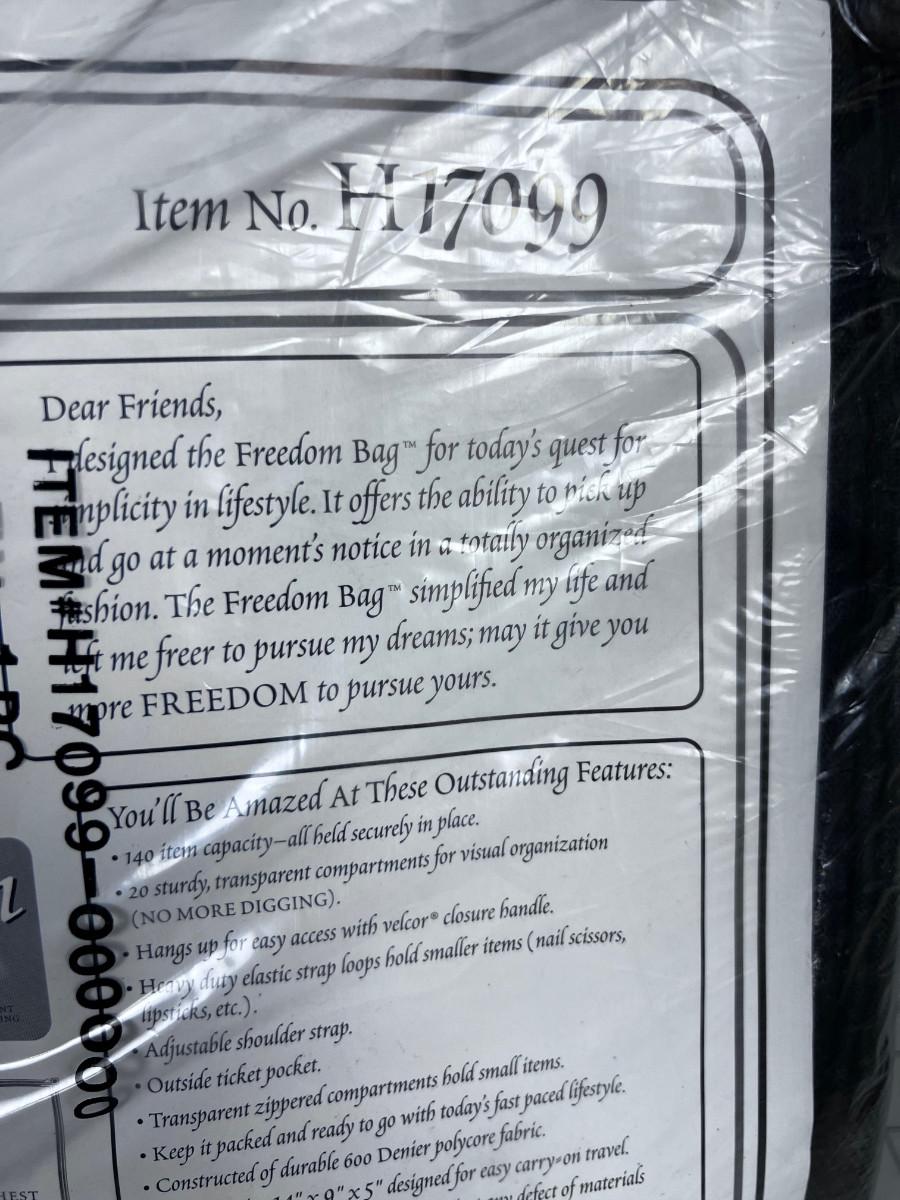 Item No. H17099
Dear Friends,
I designed the Freedom Bag™ for today's quest for
implicity in lifestyle. It offers the ability to pick up
and go at a moment's notice in a totally organized
fashion. The Freedom Bag™ simplified my life and
left me freer to pursue my dreams; may it give you
more FREEDOM to pursue yours.
You'll Be Amazed At These Outstanding Features:
• 140 item capacity—all held securely in place.
• 20 sturdy, transparent compartments for visual organization
(NO MORE DIGGING).
• Hangs up for easy access with velcor® closure handle.
• Heavy duty elastic strap loops hold smaller items (nail scissors,
lipsticks, etc.).
• Adjustable shoulder strap.
• Outside ticket pocket.
• Transparent zippered compartments hold small items.
• Keep it packed and ready to go with today's fast paced lifestyle.
• Constructed of durable 600 Denier polycore fabric.
x 9" x 5" designed for easy carry-on travel.
defect of materials
ITEM#H17099-000000